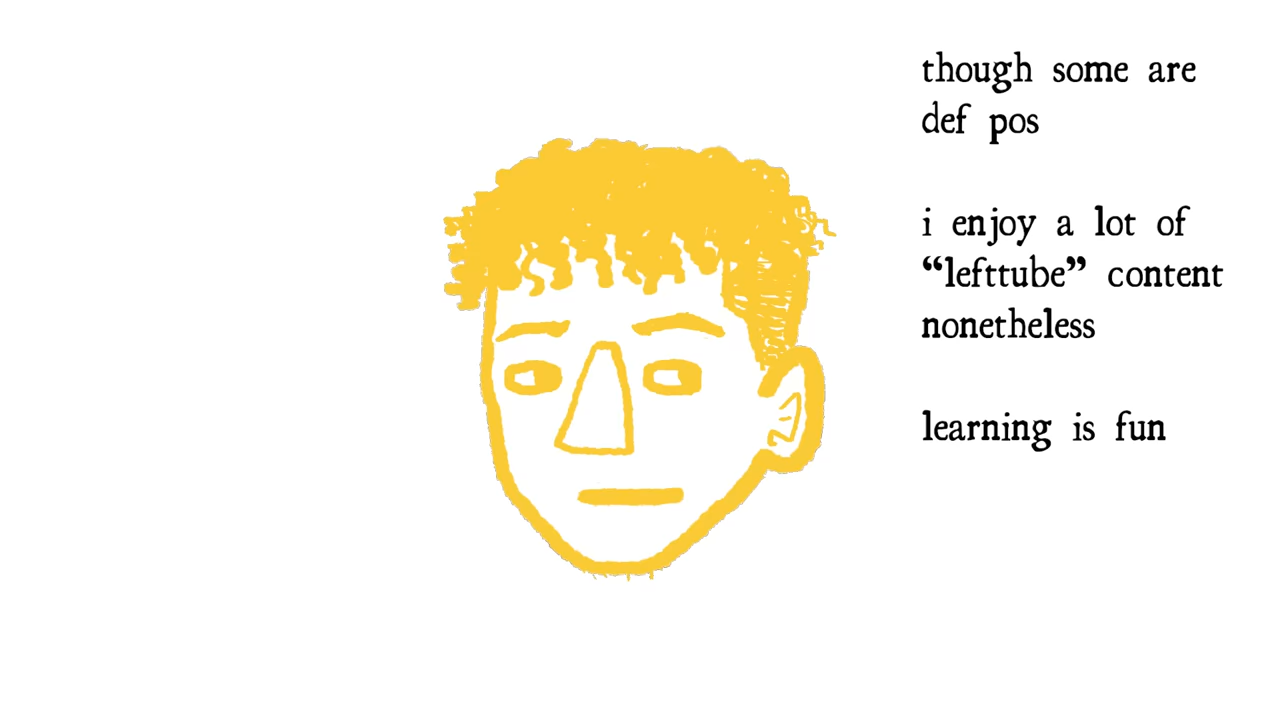 though some are
def pos
i enjoy a lot of
“lefttube” content
nonetheless
learning is fun